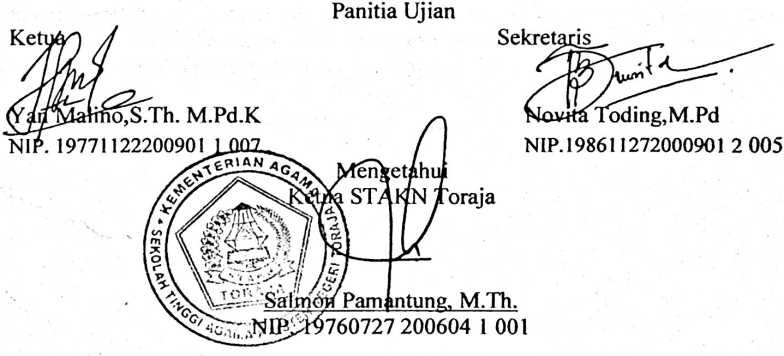 Panitia Ujian
Ketua
Sekretaris
Yan Malino,S.Th. M.Pd.K
NIP. 19771122200901 1 007
Novita Toding,M.Pd
NIP.198611272000901 2 005
Mengetahui
Ketua STAKN Toraja
KEMENTERIAN AGAMA
SEKOLAH TINGGI AGAMA KRISTEN NEGERI TORAJA
TORAJA
Salmon Pamantung, M.Th.
NIP. 19760727 200604 1 001